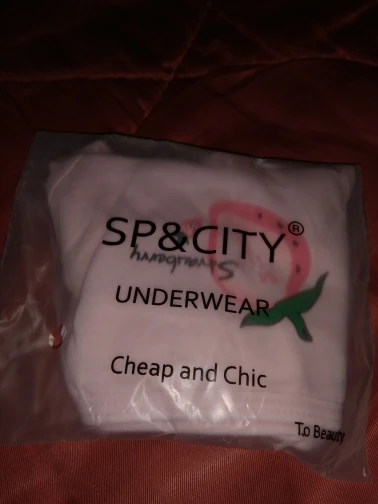 SP&CITY®
UNDERWEAR
Cheap and Chic
To Beauty